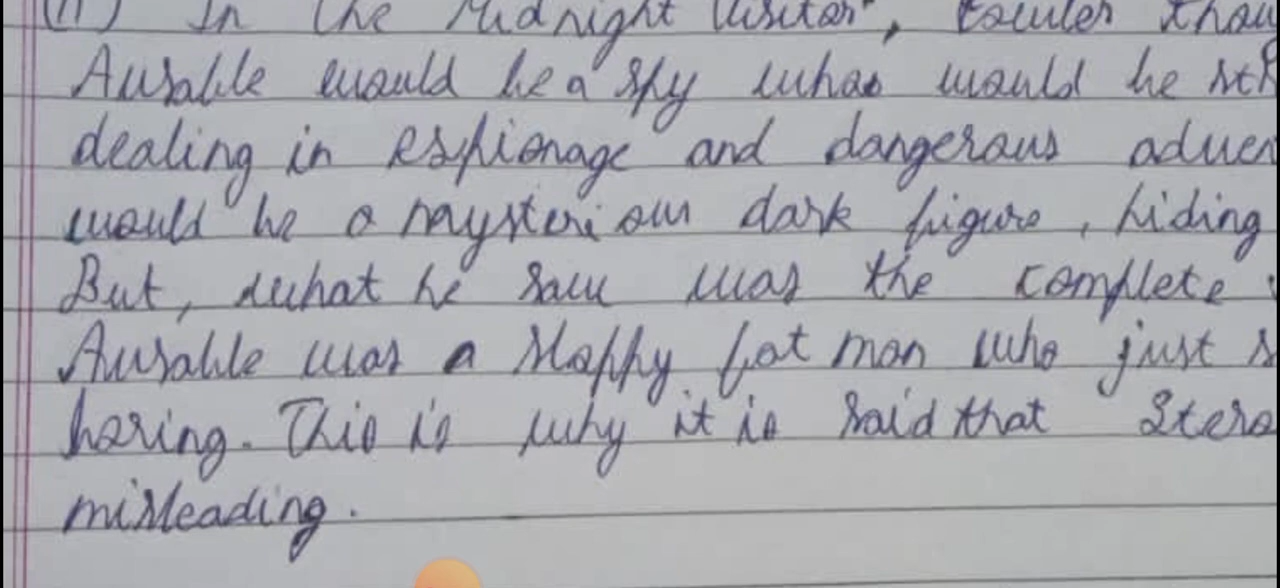 (ii) In the Midnight Visitor", Fowler thou
Ausable would be a spy who would be
dealing in espionage and dangerous adven
would be a mysterious dark figure, hiding
But, what he saw was the complete
Ausable was a sloppy fat man who just s
boring. This is why it is said that Stero
misleading.